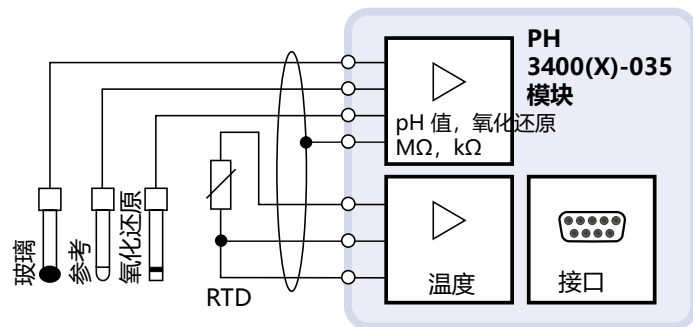 PH
3400(X)-035
模块
pH 值，氧化还原
MΩ，kΩ
玻璃
参考
氧化还原
RTD
温度
接口